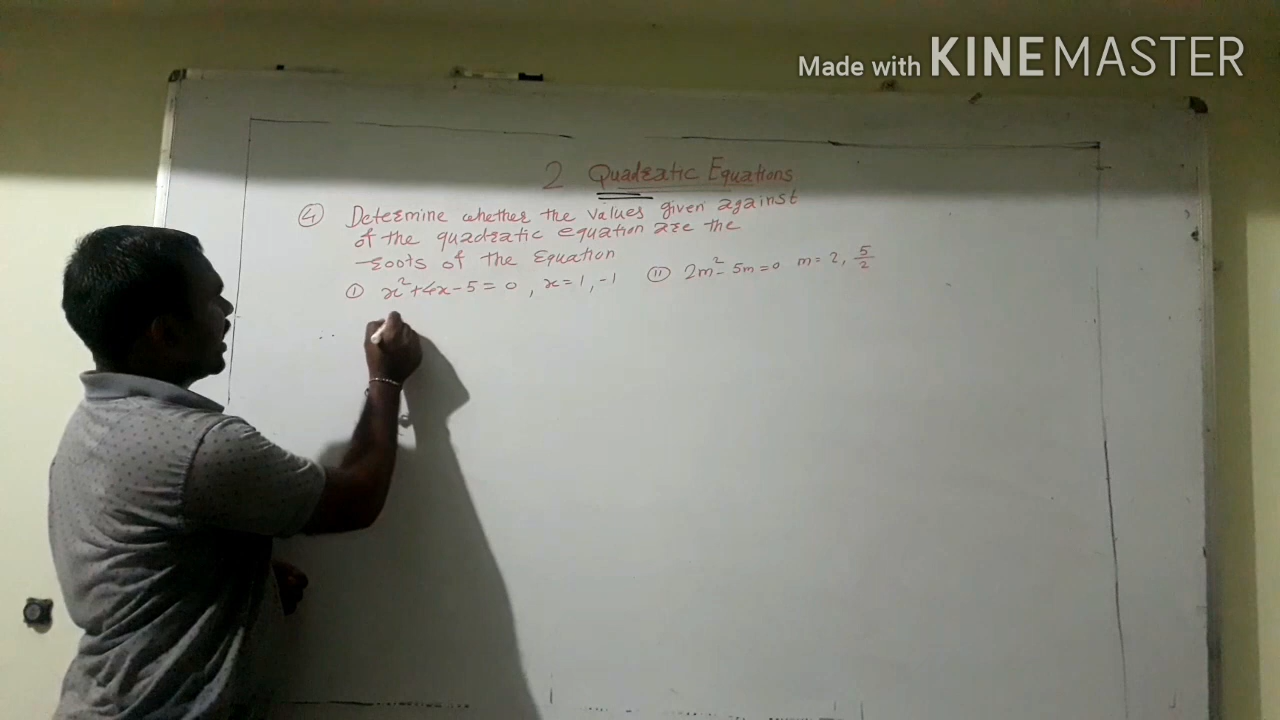 Made with KINEMASTER
2 Quadratic Equations
④ Determine whether the values given against
of the quadratic equation are the
roots of the Equation
① x²+4x-5=0, x=1,-1 ⑪ 2m²-5m=0 m=2, 5/2